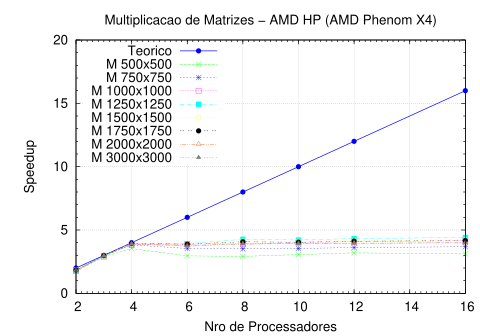 Multiplicacao de Matrizes − AMD HP (AMD Phenom X4)
20
15
10
5
0
Speedup
Teorico
M 500x500
M 750x750
M 1000x1000
M 1250x1250
M 1500x1500
M 1750x1750
M 2000x2000
M 3000x3000
2 4 6 8 10 12 14 16
Nro de Processadores